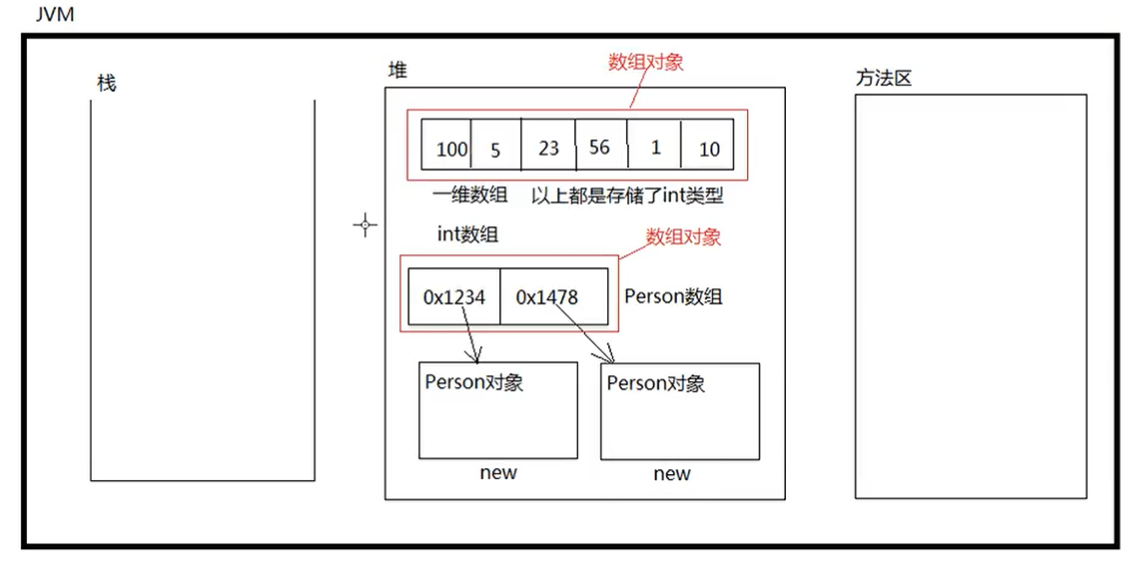 JVM
栈
堆
数组对象
方法区
100 5 23 56 1 10
一维数组 以上都是存储了int类型
int数组
数组对象
0x1234 0x1478
Person数组
Person对象
Person对象
new
new